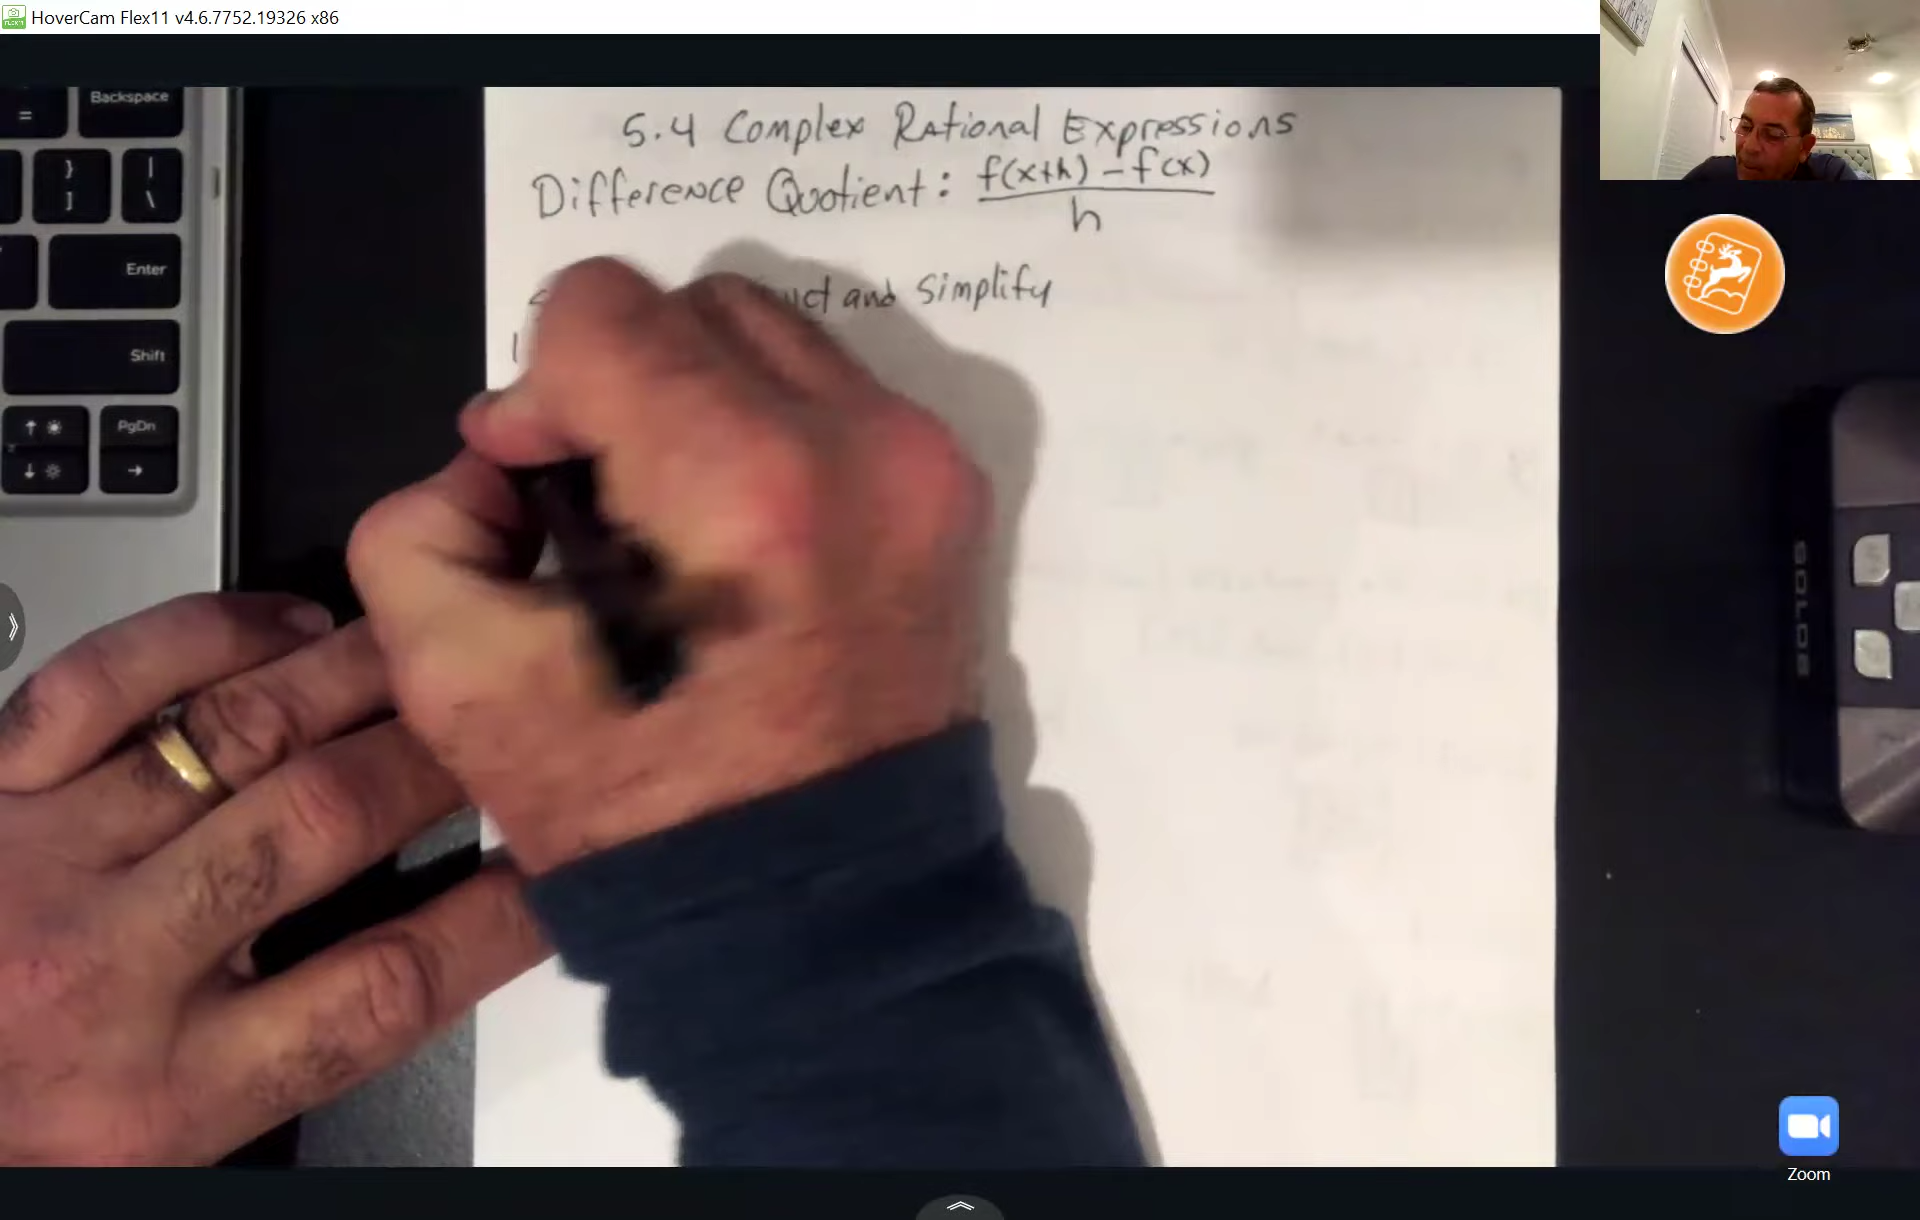 HoverCam Flex11 v4.6.7752.19326 x86
5.4 Complex Rational Expressions
Difference Quotient: f(x+h) - f(x)
h
and Simplify
=
Backspace
}
]
|
\
Enter
Shift
PgDn
Zoom